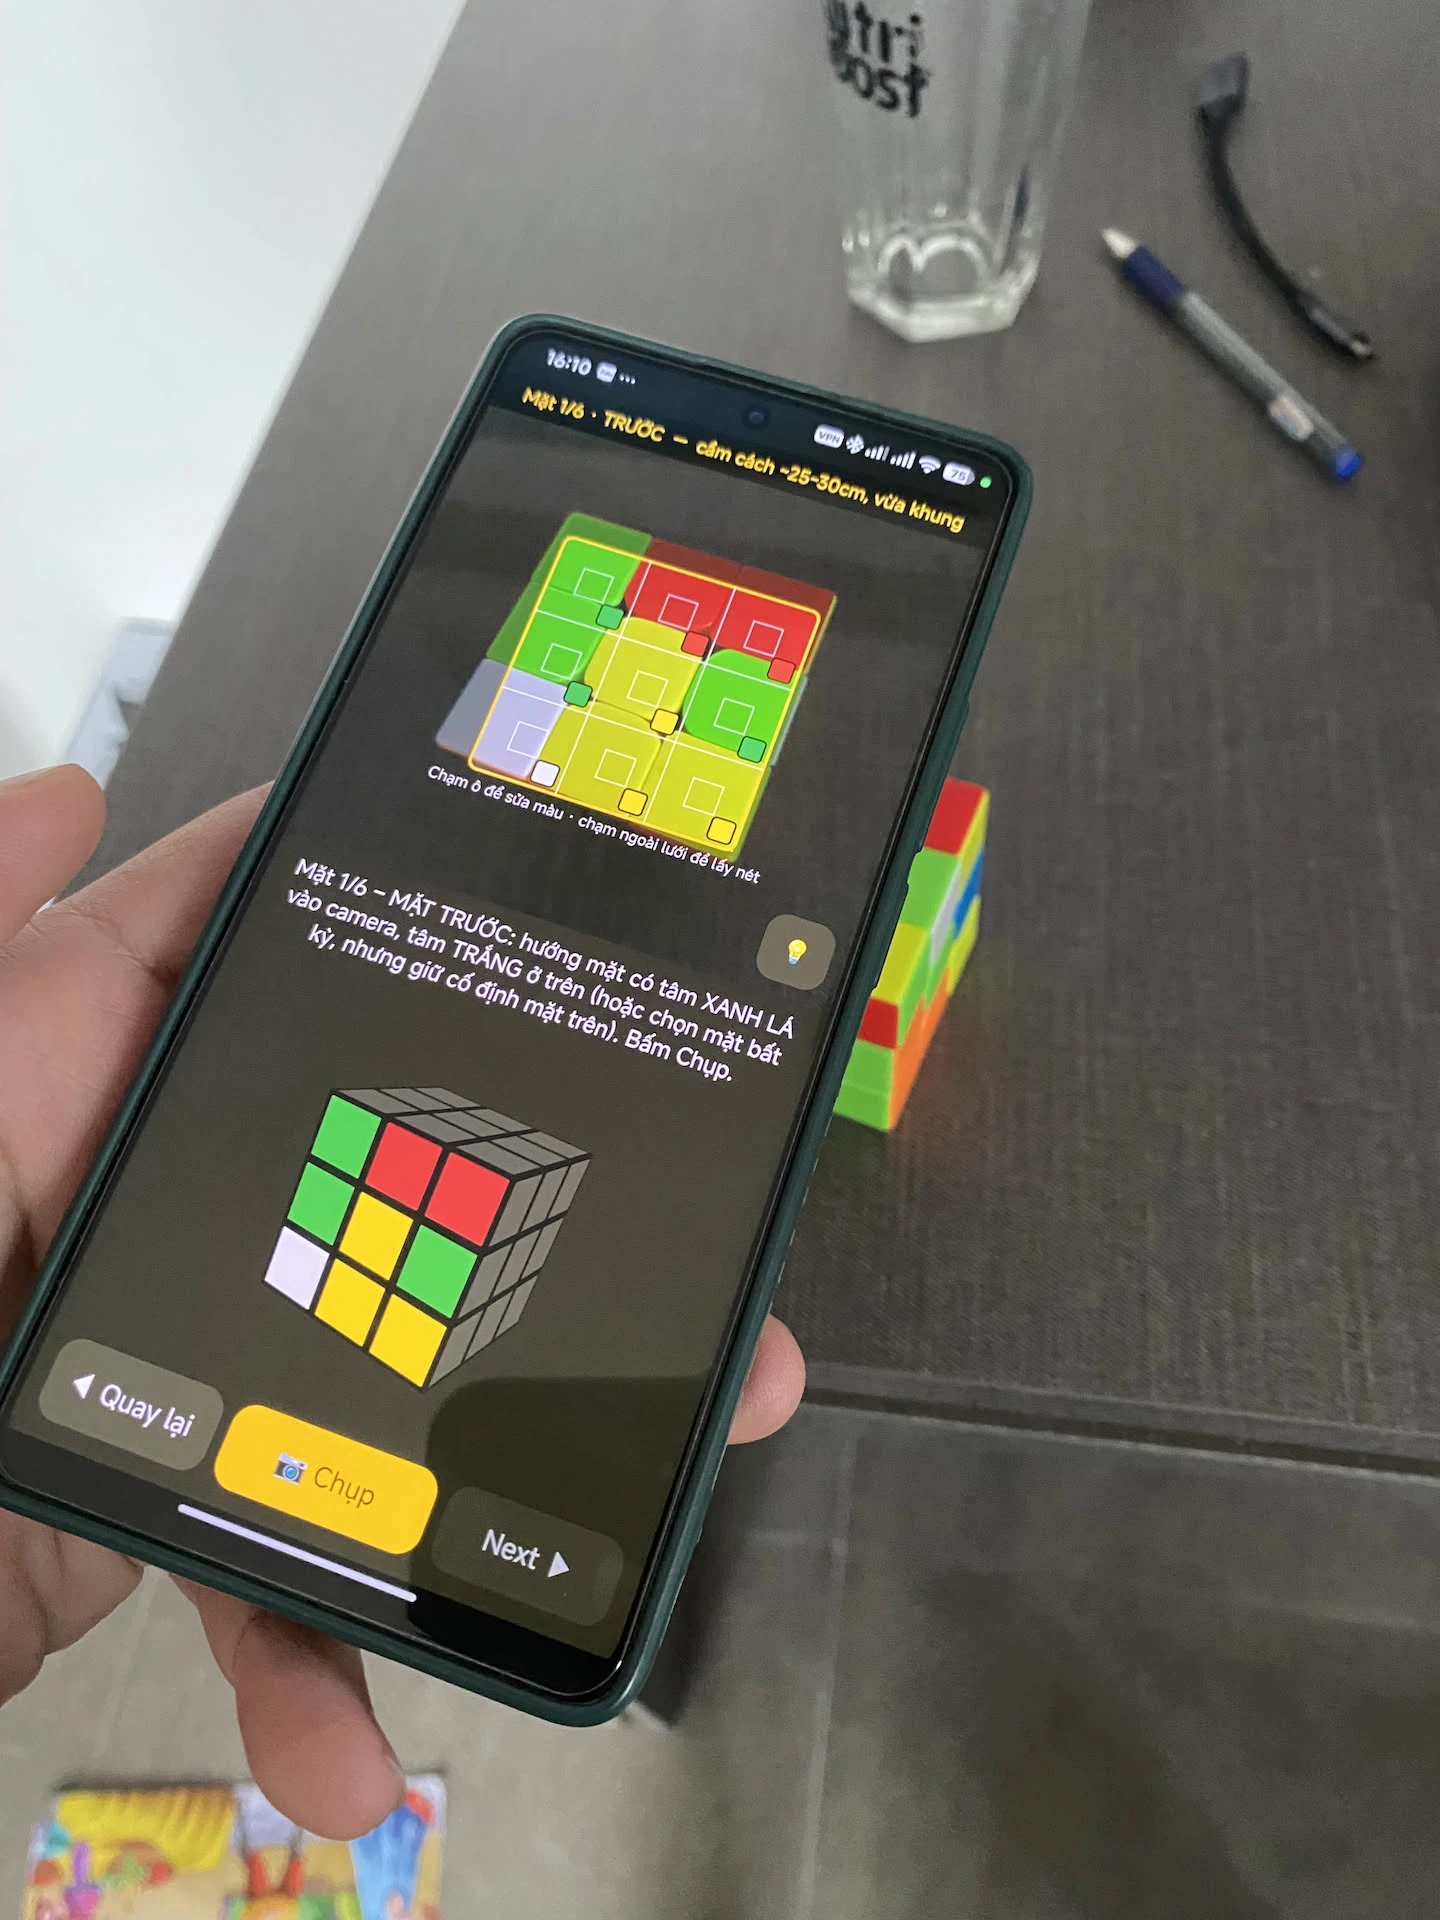 16:10
VPN
75
Mặt 1/6 · TRƯỚC — cầm cách ~25-30cm, vừa khung
Chạm ô để sửa màu · chạm ngoài lưới để lấy nét
Mặt 1/6 – MẶT TRƯỚC: hướng mặt có tâm XANH LÁ
vào camera, tâm TRẮNG ở trên (hoặc chọn mặt bất
kỳ, nhưng giữ cố định mặt trên). Bấm Chụp.
◀ Quay lại
Chụp
Next ▶